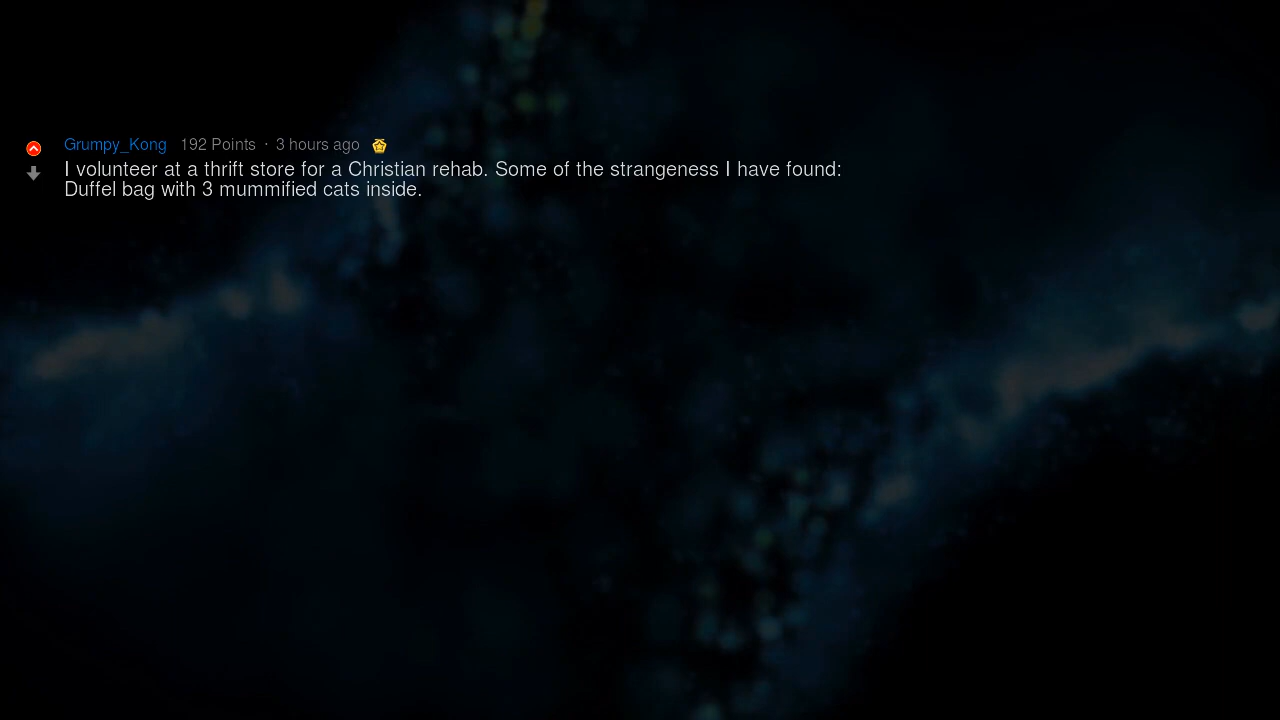 Grumpy_Kong 192 Points · 3 hours ago
I volunteer at a thrift store for a Christian rehab. Some of the strangeness I have found:
Duffel bag with 3 mummified cats inside.